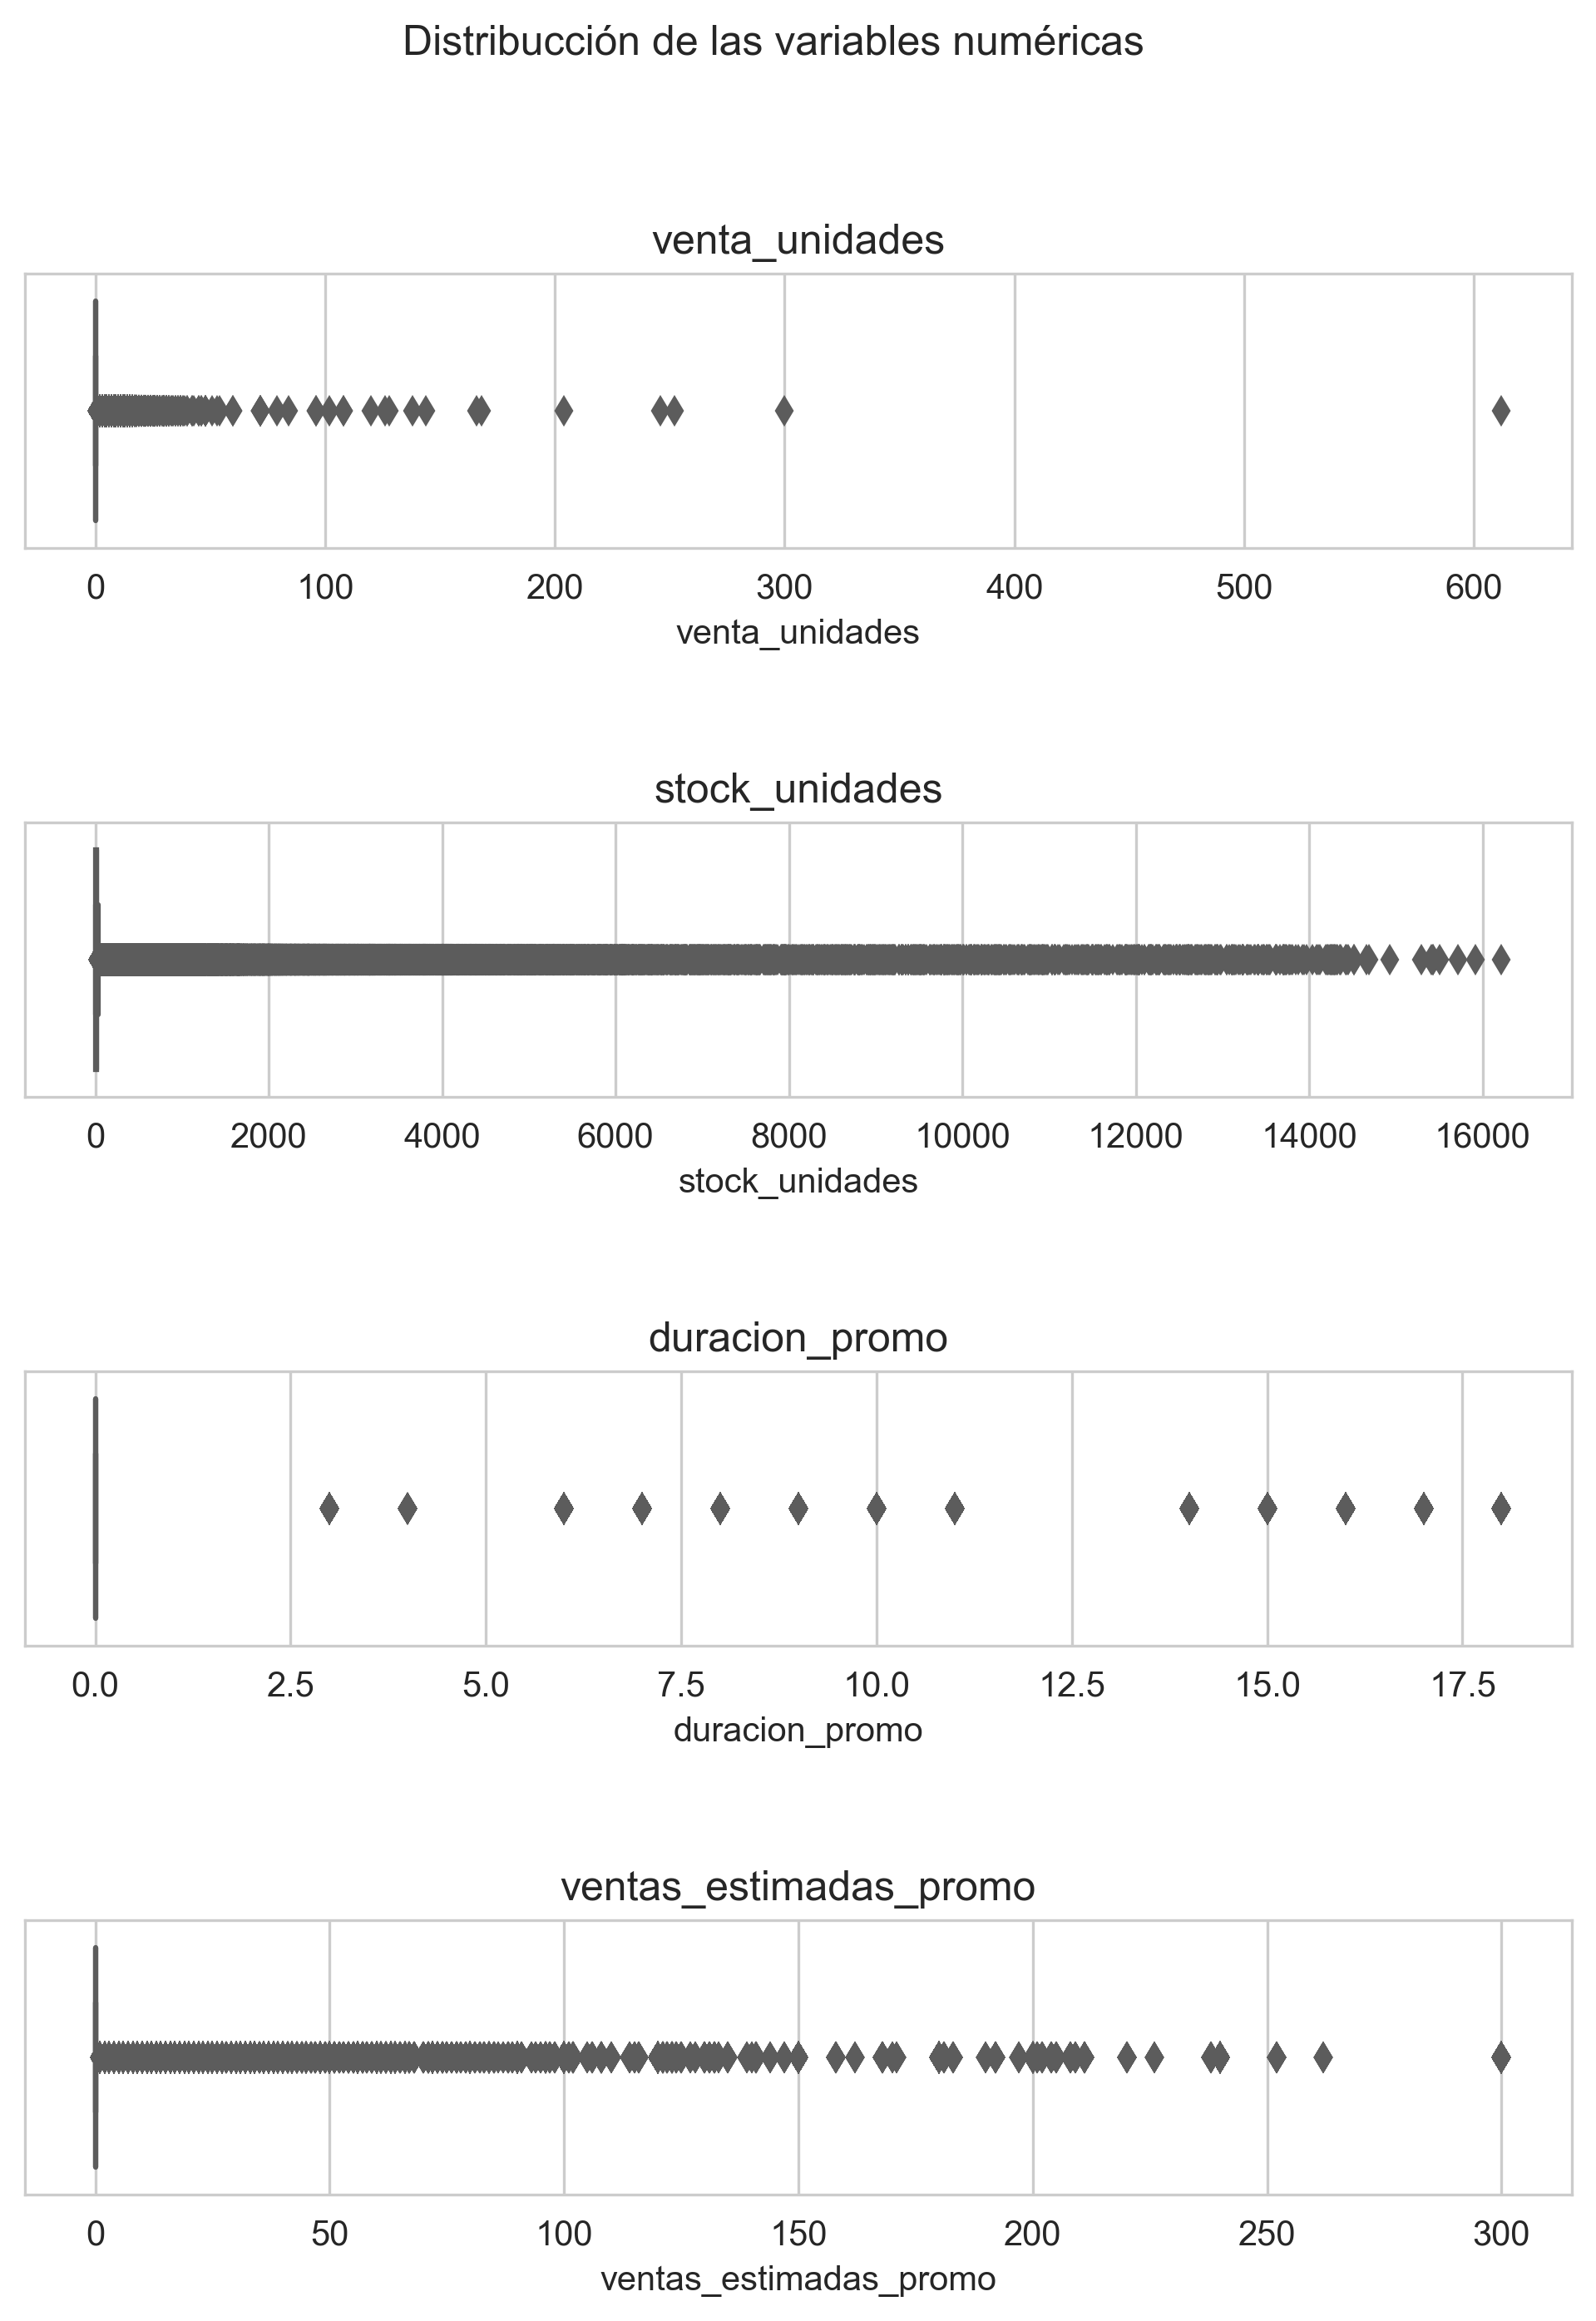 Distribucción de las variables numéricas
venta_unidades
0 100 200 300 400 500 600
venta_unidades
stock_unidades
0 2000 4000 6000 8000 10000 12000 14000 16000
stock_unidades
duracion_promo
0.0 2.5 5.0 7.5 10.0 12.5 15.0 17.5
duracion_promo
ventas_estimadas_promo
0 50 100 150 200 250 300
ventas_estimadas_promo